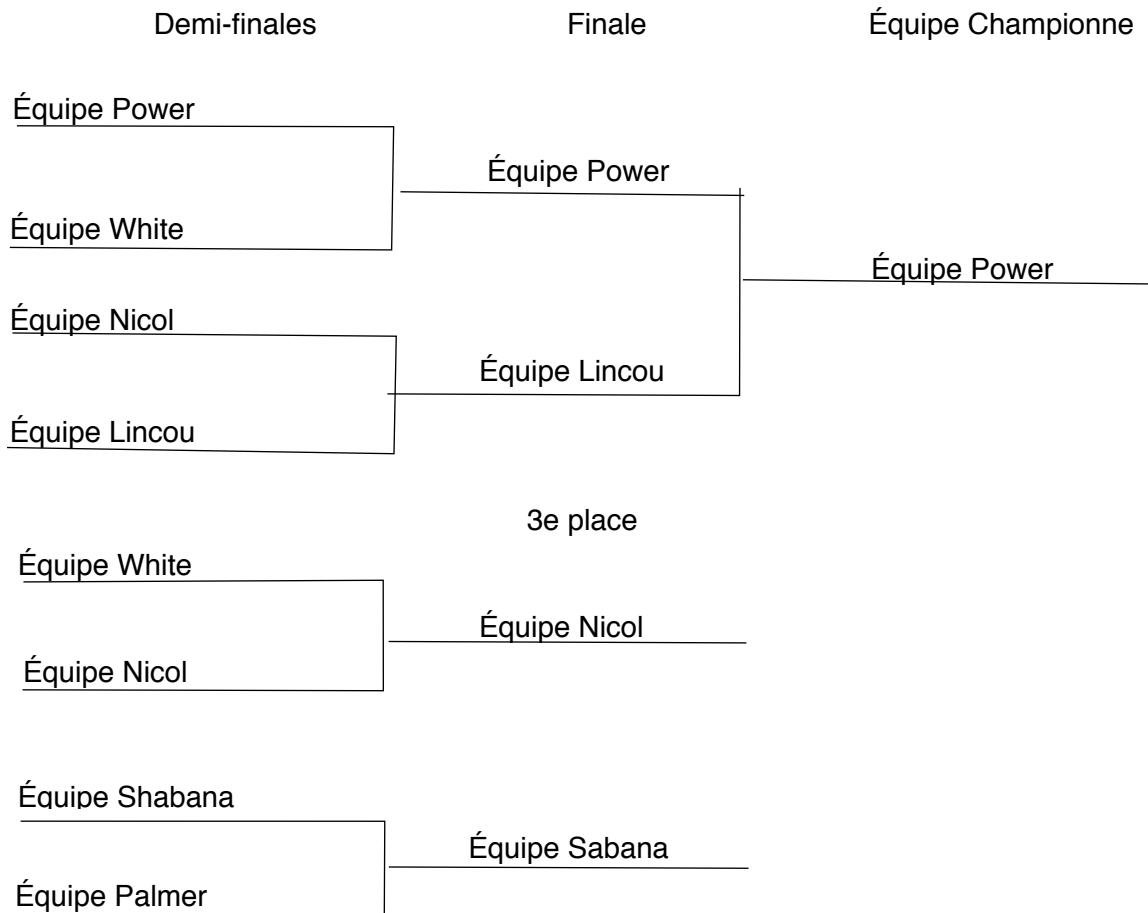 Demi-finales Finale Équipe Championne
Équipe Power
Équipe Power
Équipe White
Équipe Power
Équipe Nicol
Équipe Lincou
Équipe Lincou
3e place
Équipe White
Équipe Nicol
Équipe Nicol
Équipe Shabana
Équipe Sabana
Équipe Palmer